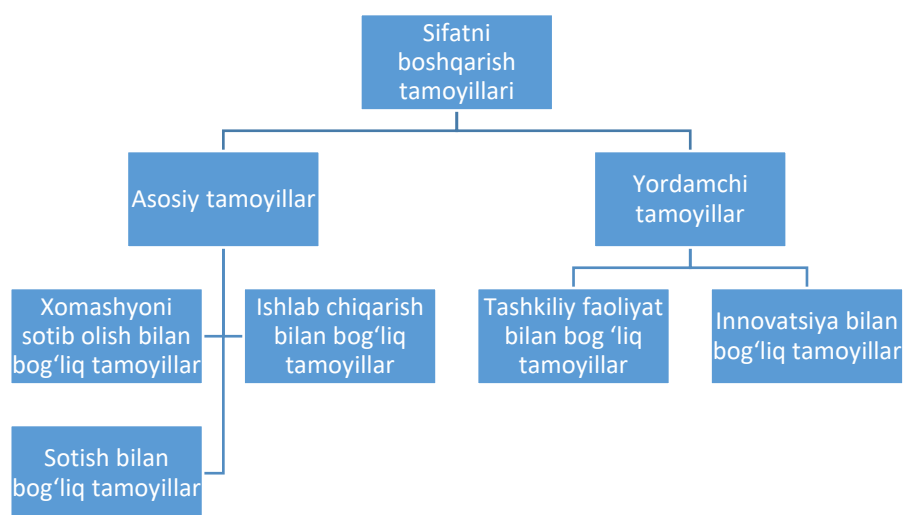 Sifatni
boshqarish
tamoyillari
Asosiy tamoyillar
Yordamchi
tamoyillar
Xomashyoni
sotib olish bilan
bog‘liq tamoyillar
Ishlab chiqarish
bilan bog‘liq
tamoyillar
Tashkiliy faoliyat
bilan bog ‘liq
tamoyillar
Innovatsiya bilan
bog‘liq tamoyillar
Sotish bilan
bog‘liq tamoyillar